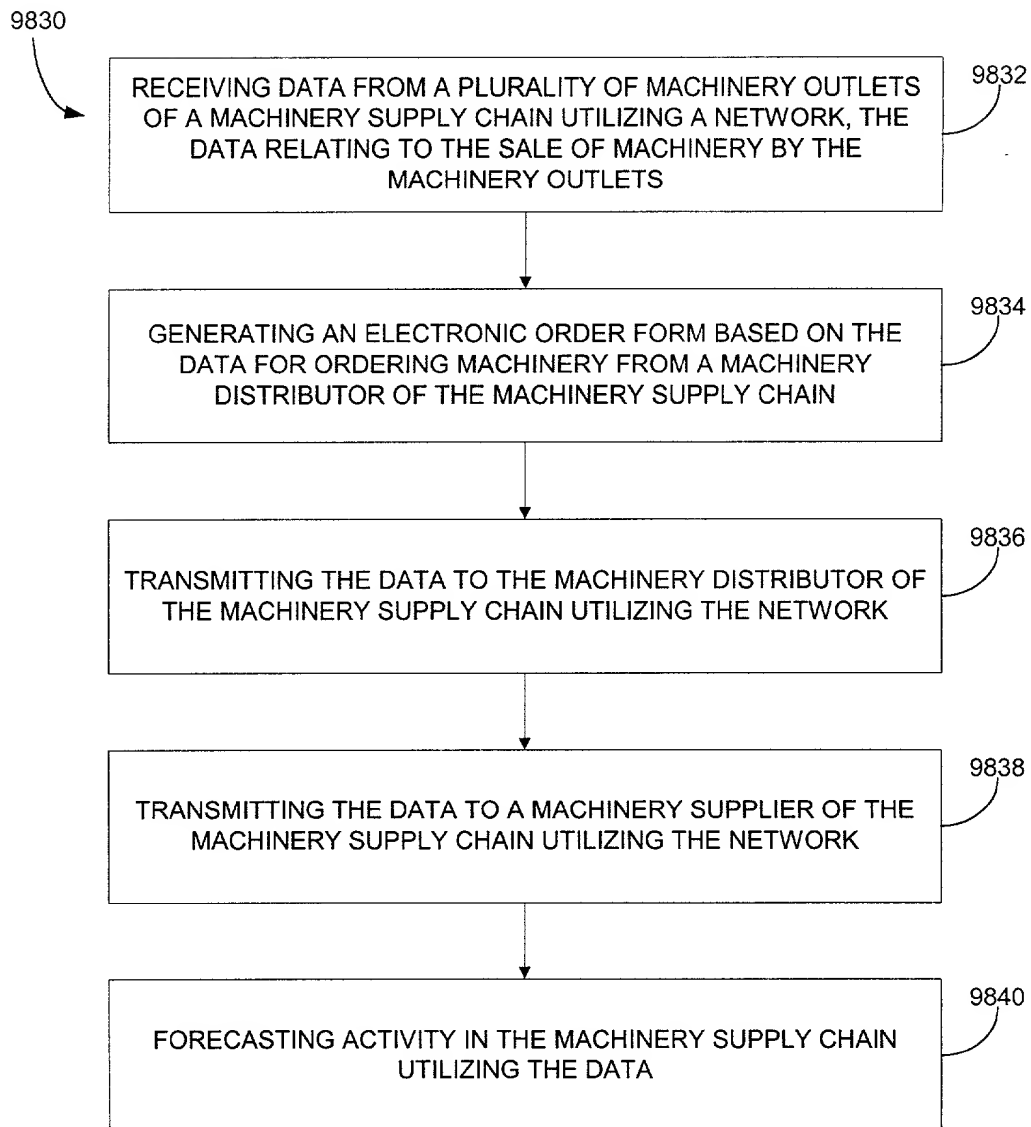 9830
RECEIVING DATA FROM A PLURALITY OF MACHINERY OUTLETS
OF A MACHINERY SUPPLY CHAIN UTILIZING A NETWORK, THE
DATA RELATING TO THE SALE OF MACHINERY BY THE
MACHINERY OUTLETS
9832
GENERATING AN ELECTRONIC ORDER FORM BASED ON THE
DATA FOR ORDERING MACHINERY FROM A MACHINERY
DISTRIBUTOR OF THE MACHINERY SUPPLY CHAIN
9834
TRANSMITTING THE DATA TO THE MACHINERY DISTRIBUTOR OF
THE MACHINERY SUPPLY CHAIN UTILIZING THE NETWORK
9836
TRANSMITTING THE DATA TO A MACHINERY SUPPLIER OF THE
MACHINERY SUPPLY CHAIN UTILIZING THE NETWORK
9838
FORECASTING ACTIVITY IN THE MACHINERY SUPPLY CHAIN
UTILIZING THE DATA
9840